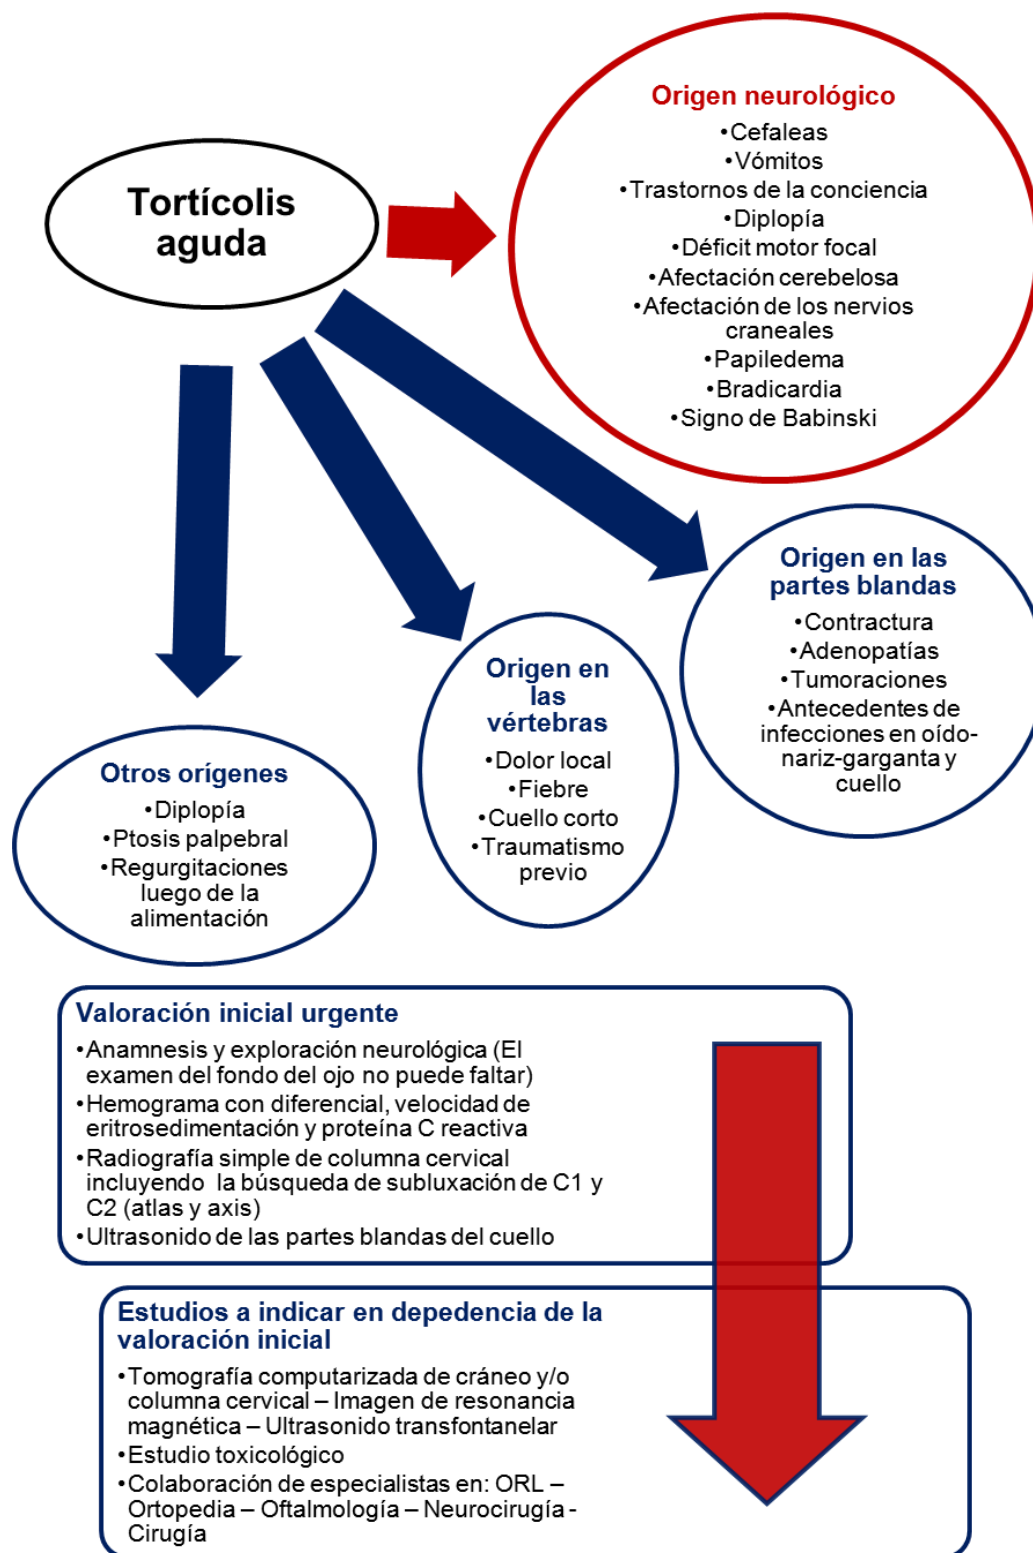 Tortícolis
aguda
Origen neurológico
•Cefaleas
•Vómitos
•Trastornos de la conciencia
•Diplopía
•Déficit motor focal
•Afectación cerebelosa
•Afectación de los nervios
craneales
•Papiledema
•Bradicardia
•Signo de Babinski
Origen en las
partes blandas
•Contractura
•Adenopatías
•Tumoraciones
•Antecedentes de
infecciones en oído-
nariz-garganta y
cuello
Origen en
las
vértebras
•Dolor local
•Fiebre
•Cuello corto
•Traumatismo
previo
Otros orígenes
•Diplopía
•Ptosis palpebral
•Regurgitaciones
luego de la
alimentación
Valoración inicial urgente
•Anamnesis y exploración neurológica (El
examen del fondo del ojo no puede faltar)
•Hemograma con diferencial, velocidad de
eritrosedimentación y proteína C reactiva
•Radiografía simple de columna cervical
incluyendo la búsqueda de subluxación de C1 y
C2 (atlas y axis)
•Ultrasonido de las partes blandas del cuello
Estudios a indicar en depedencia de la
valoración inicial
•Tomografía computarizada de cráneo y/o
columna cervical – Imagen de resonancia
magnética – Ultrasonido transfontanelar
•Estudio toxicológico
•Colaboración de especialistas en: ORL –
Ortopedia – Oftalmología – Neurocirugía -
Cirugía